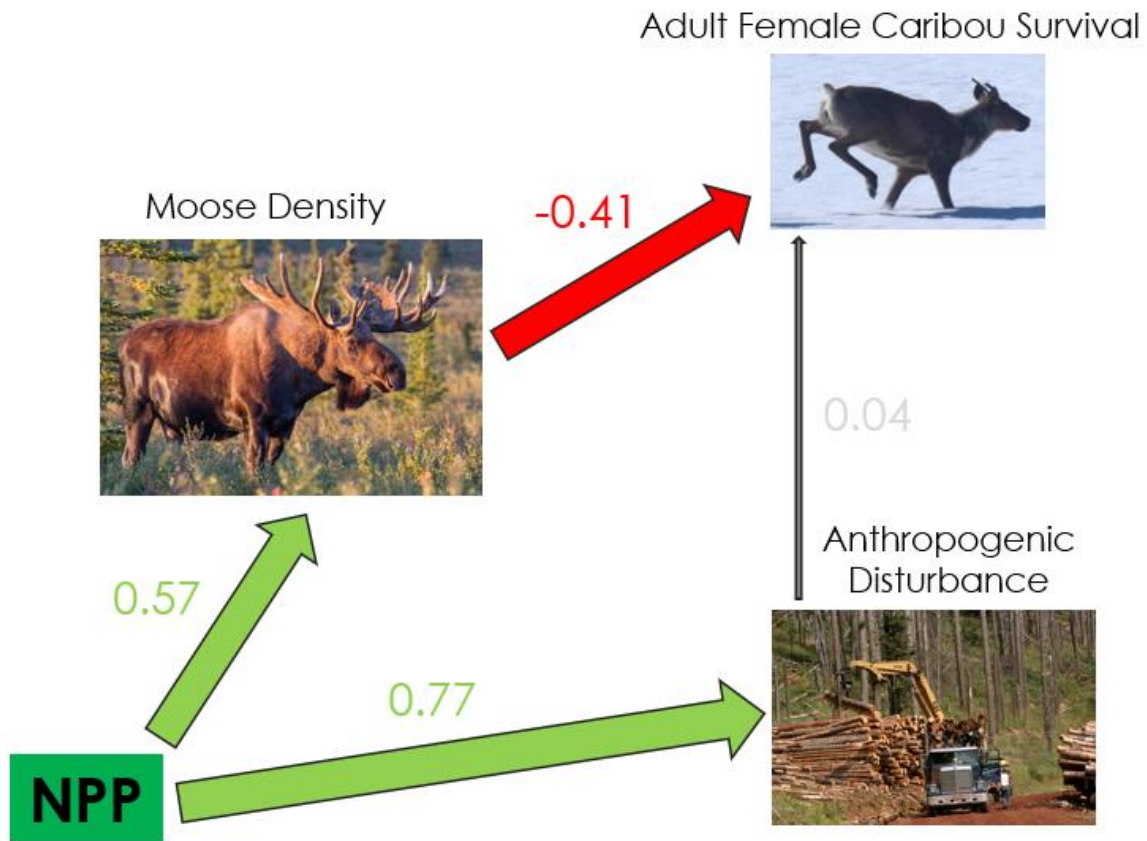 Adult Female Caribou Survival
Moose Density
-0.41
0.04
Anthropogenic
Disturbance
0.57
0.77
NPP